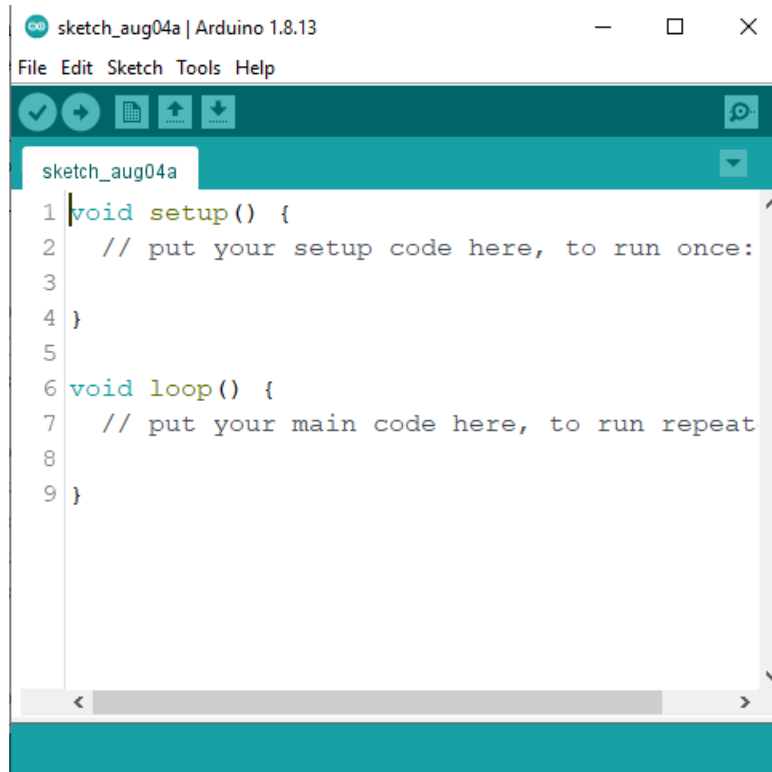 sketch_aug04a | Arduino 1.8.13
File Edit Sketch Tools Help
sketch_aug04a
1 void setup() {
2   // put your setup code here, to run once:
3
4 }
5
6 void loop() {
7   // put your main code here, to run repeat
8
9 }